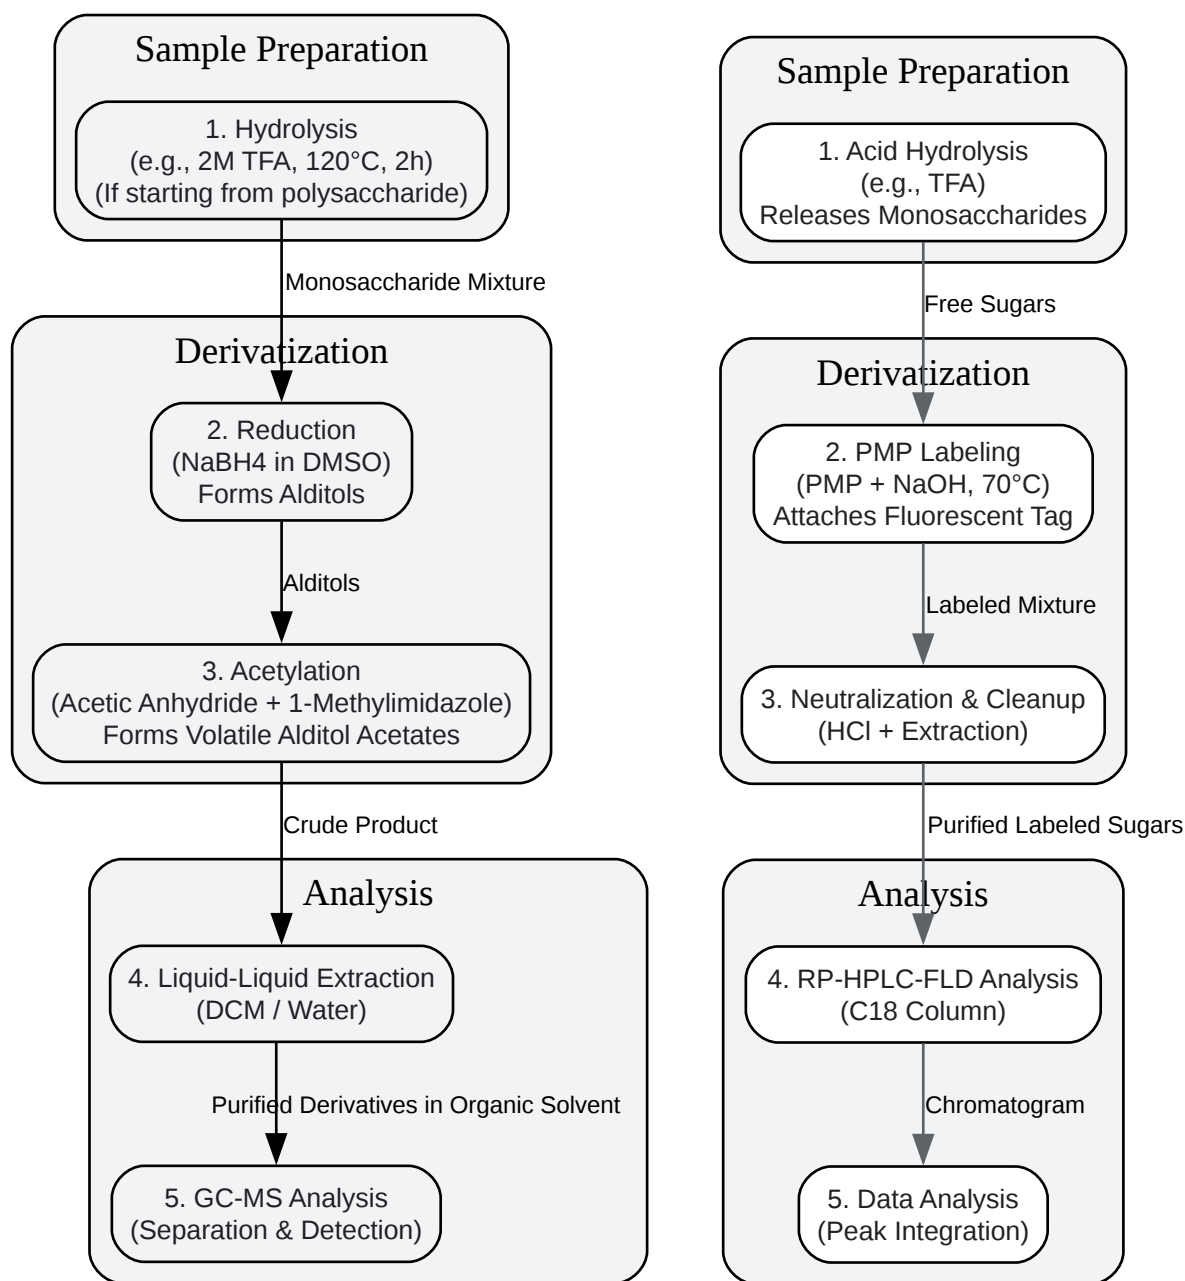 Sample Preparation
1. Hydrolysis
(e.g., 2M TFA, 120°C, 2h)
(If starting from polysaccharide)
Monosaccharide Mixture
Derivatization
2. Reduction
(NaBH4 in DMSO)
Forms Alditols
Alditols
3. Acetylation
(Acetic Anhydride + 1-Methylimidazole)
Forms Volatile Alditol Acetates
Crude Product
Analysis
4. Liquid-Liquid Extraction
(DCM / Water)
Purified Derivatives in Organic Solvent
5. GC-MS Analysis
(Separation & Detection)
Sample Preparation
1. Acid Hydrolysis
(e.g., TFA)
Releases Monosaccharides
Free Sugars
Derivatization
2. PMP Labeling
(PMP + NaOH, 70°C)
Attaches Fluorescent Tag
Labeled Mixture
3. Neutralization & Cleanup
(HCl + Extraction)
Purified Labeled Sugars
Analysis
4. RP-HPLC-FLD Analysis
(C18 Column)
Chromatogram
5. Data Analysis
(Peak Integration)